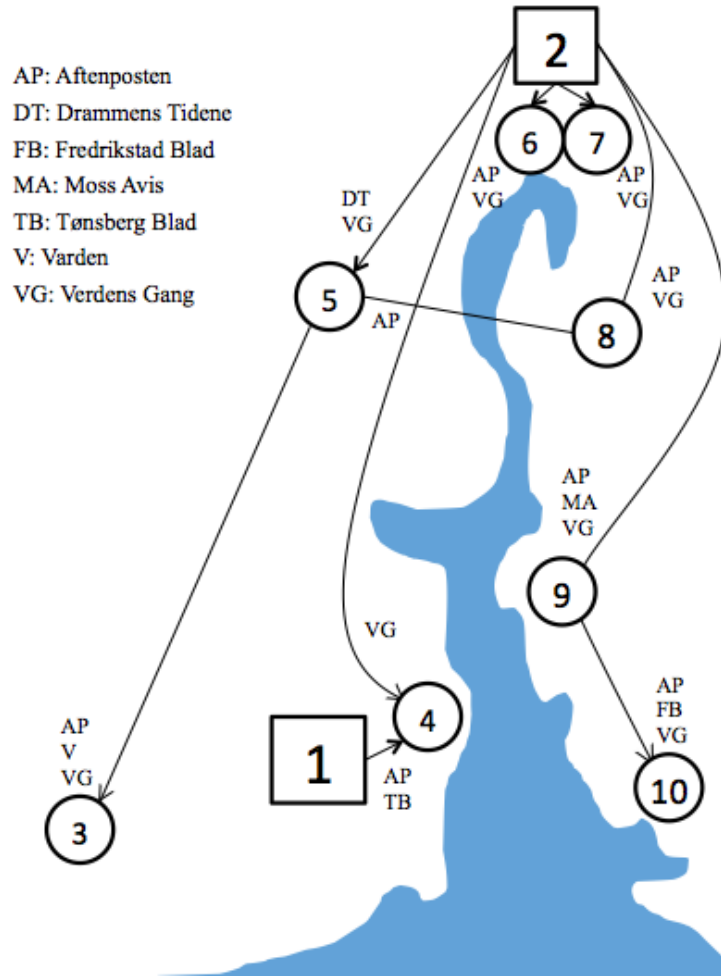 2
AP: Aftenposten
DT: Drammens Tidene
FB: Fredrikstad Blad
MA: Moss Avis
TB: Tønsberg Blad
V: Varden
VG: Verdens Gang
6
7
AP
VG
AP
VG
DT
VG
5
AP
AP
VG
8
AP
MA
VG
9
VG
4
1
AP
TB
AP
V
VG
3
AP
FB
VG
10